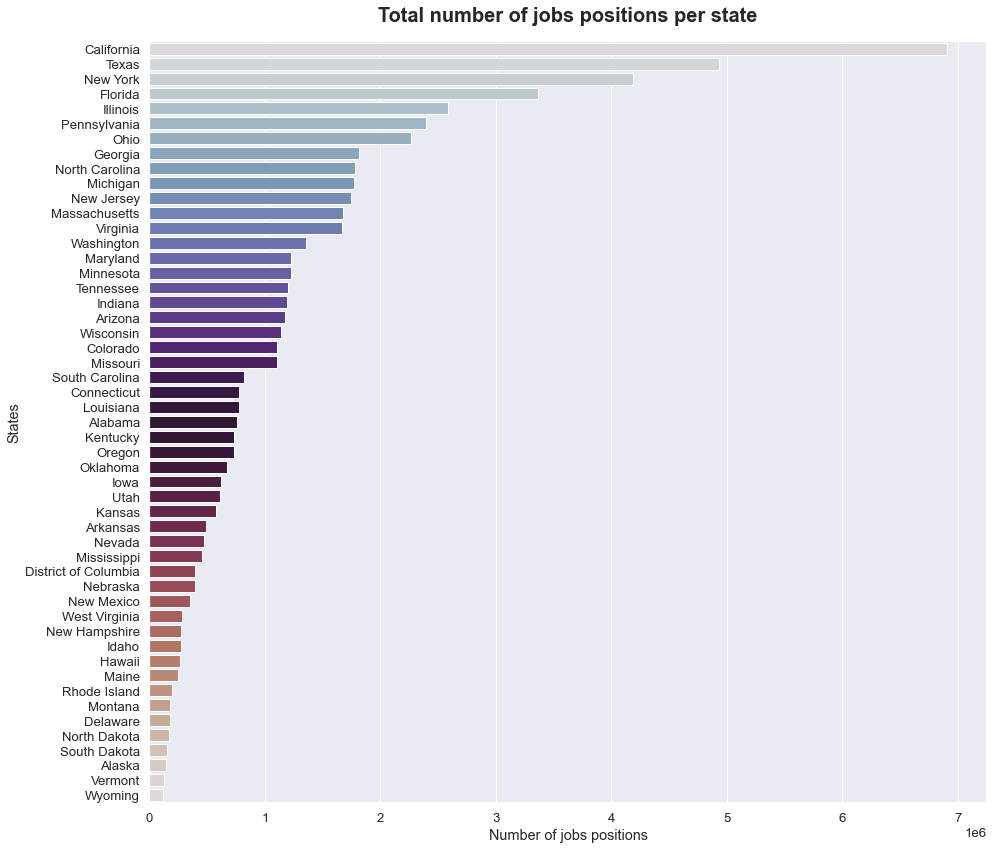 Total number of jobs positions per state
States
California
Texas
New York
Florida
Illinois
Pennsylvania
Ohio
Georgia
North Carolina
Michigan
New Jersey
Massachusetts
Virginia
Washington
Maryland
Minnesota
Tennessee
Indiana
Arizona
Wisconsin
Colorado
Missouri
South Carolina
Connecticut
Louisiana
Alabama
Kentucky
Oregon
Oklahoma
Iowa
Utah
Kansas
Arkansas
Nevada
Mississippi
District of Columbia
Nebraska
New Mexico
West Virginia
New Hampshire
Idaho
Hawaii
Maine
Rhode Island
Montana
Delaware
North Dakota
South Dakota
Alaska
Vermont
Wyoming
0 1 2 3 4 5 6 7
1e6
Number of jobs positions